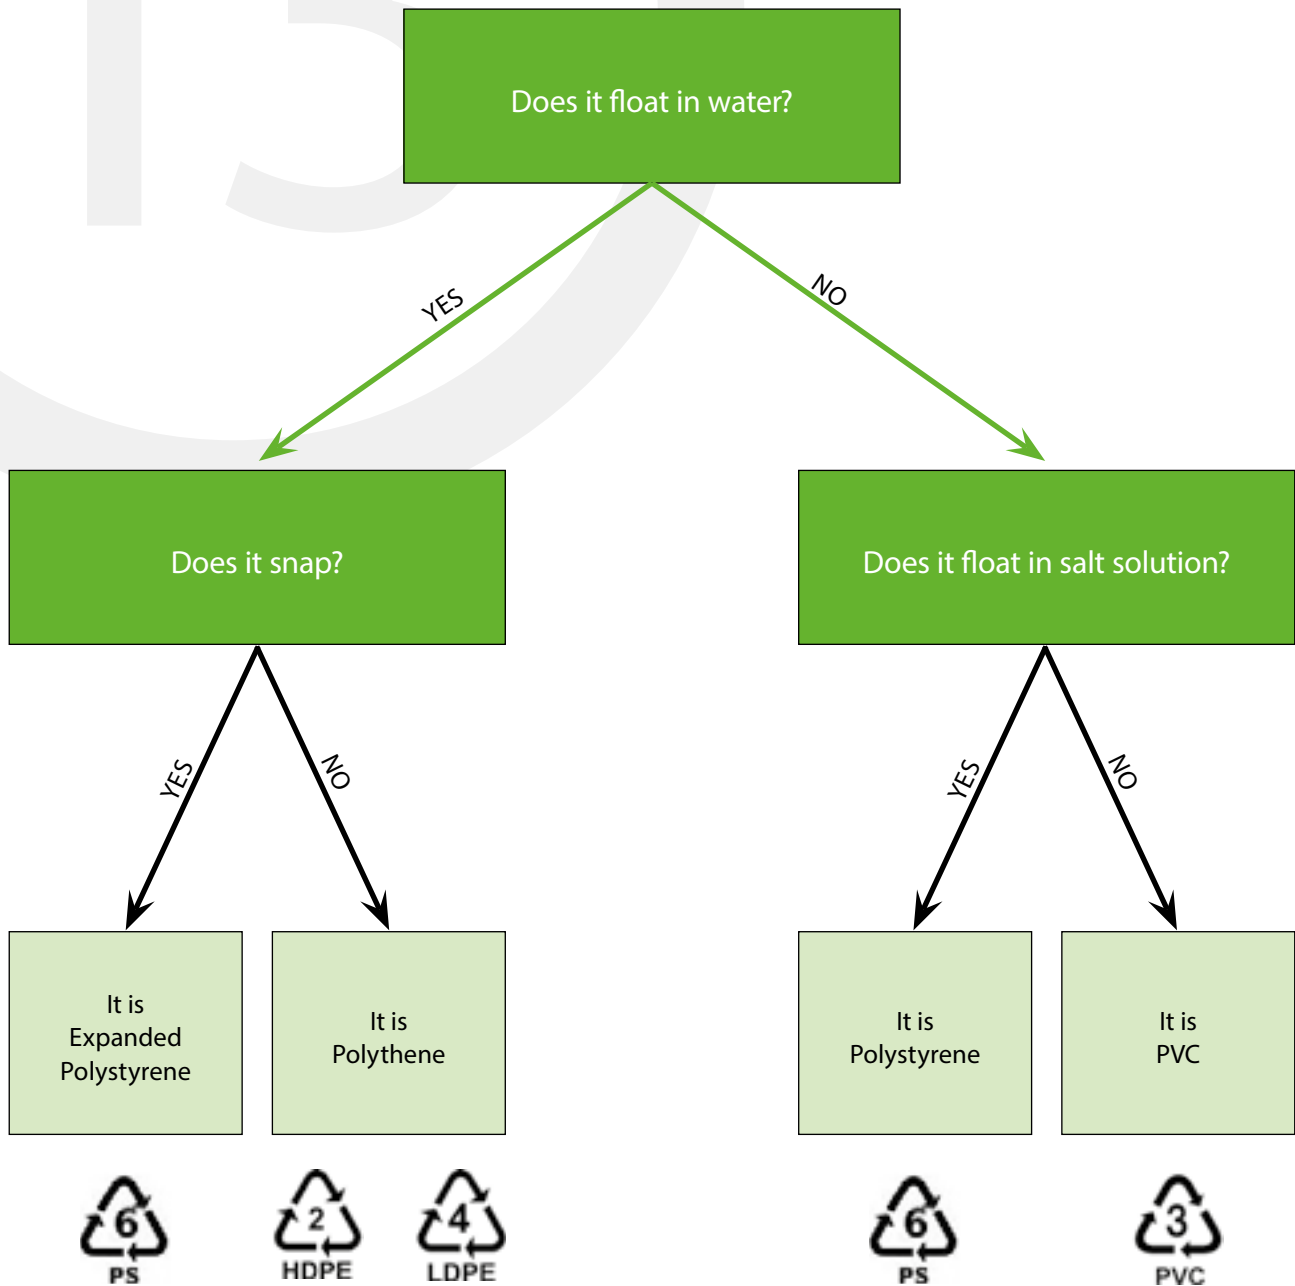 Does it float in water?
YES
NO
Does it snap?
Does it float in salt solution?
YES
NO
YES
NO
It is
Expanded
Polystyrene
It is
Polythene
It is
Polystyrene
It is
PVC
6
PS
2
HDPE
4
LDPE
6
PS
3
PVC